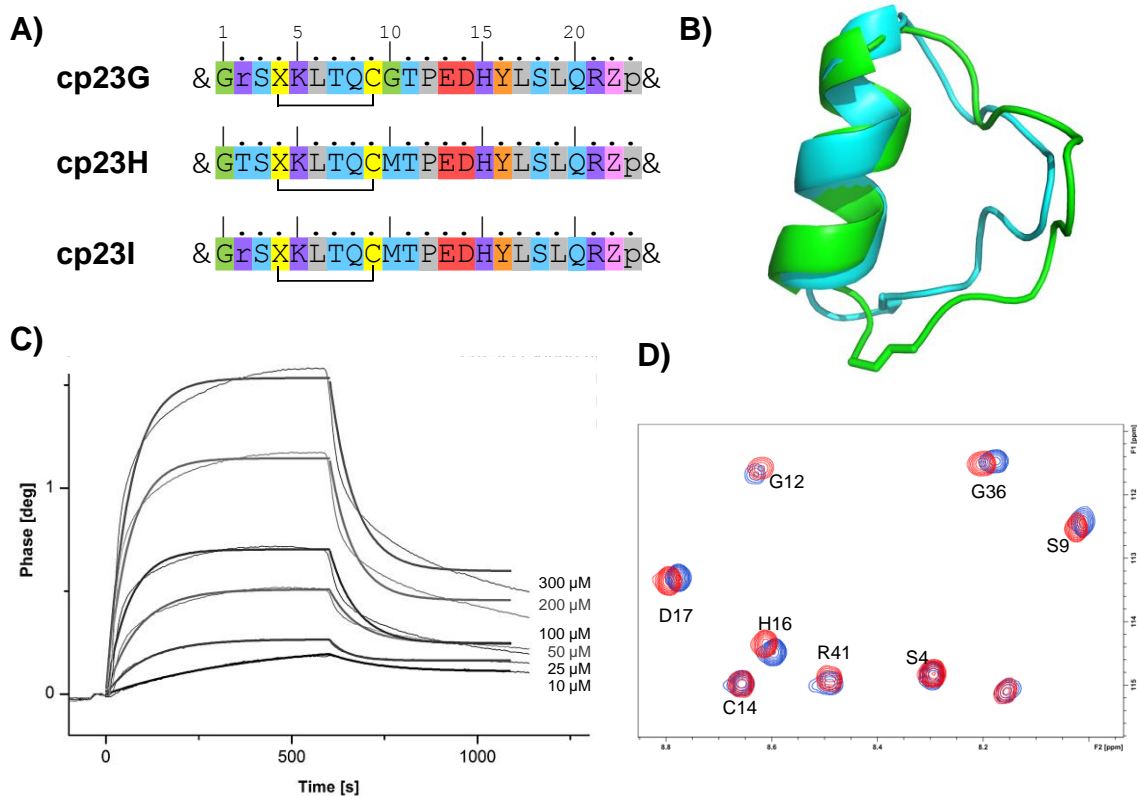 A)
1 5 10 15 20
cp23G &GrSXKLTQCGTPEDHYLSLQRZp&
cp23H &GTSXKLTQCMTPEDHYLSLQRZp&
cp23I &GrSXKLTQCMTPEDHYLSLQRZp&
B)
C)
Phase [deg]
1
0
300 µM
200 µM
100 µM
50 µM
25 µM
10 µM
0 500 1000
Time [s]
D)
F1 [ppm]
G12
G36
112
S9
113
D17
H16
114
R41
S4
C14
115
8.8 8.6 8.4 8.2 F2 [ppm]